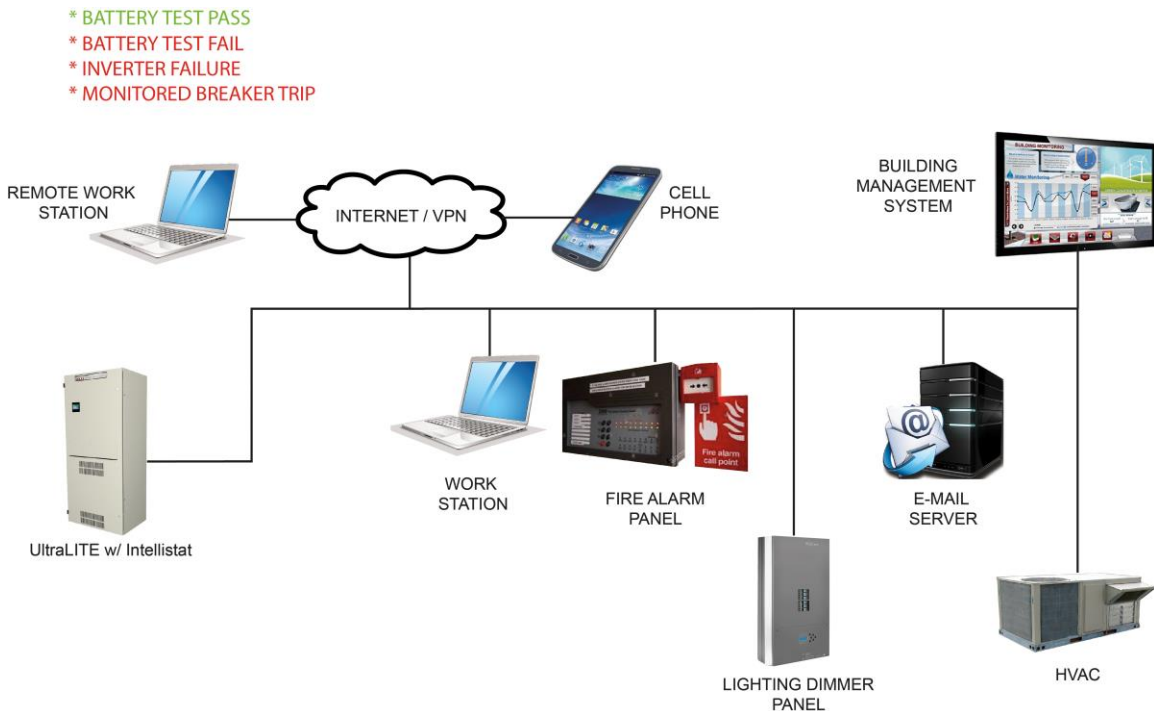 * BATTERY TEST PASS
* BATTERY TEST FAIL
* INVERTER FAILURE
* MONITORED BREAKER TRIP
REMOTE WORK
STATION
INTERNET / VPN
CELL
PHONE
BUILDING
MANAGEMENT
SYSTEM
BUILDING MONITORING
UltraLITE w/ Intellistat
WORK
STATION
Fire alarm
call point
FIRE ALARM
PANEL
@
E-MAIL
SERVER
LIGHTING DIMMER
PANEL
HVAC